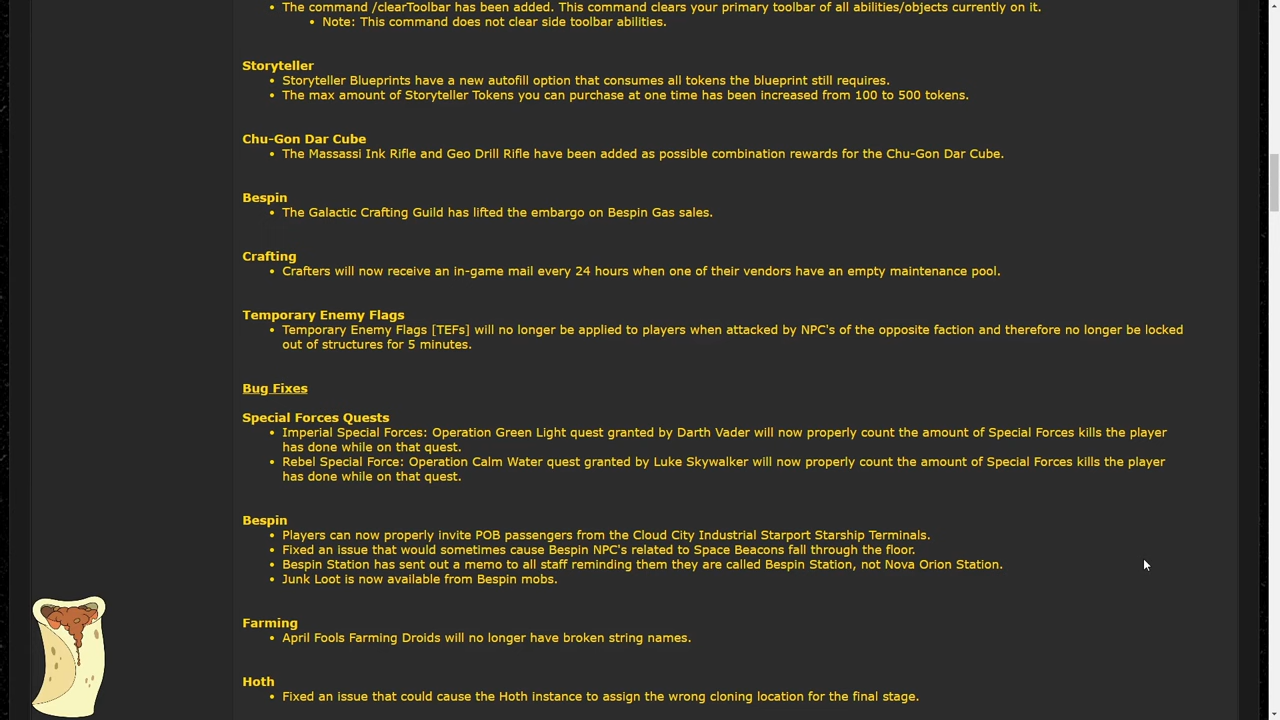 The command /clearToolbar has been added. This command clears your primary toolbar of all abilities/objects currently on it.
Note: This command does not clear side toolbar abilities.
Storyteller
Storyteller Blueprints have a new autofill option that consumes all tokens the blueprint still requires.
The max amount of Storyteller Tokens you can purchase at one time has been increased from 100 to 500 tokens.
Chu-Gon Dar Cube
The Massassi Ink Rifle and Geo Drill Rifle have been added as possible combination rewards for the Chu-Gon Dar Cube.
Bespin
The Galactic Crafting Guild has lifted the embargo on Bespin Gas sales.
Crafting
Crafters will now receive an in-game mail every 24 hours when one of their vendors have an empty maintenance pool.
Temporary Enemy Flags
Temporary Enemy Flags [TEFs] will no longer be applied to players when attacked by NPC's of the opposite faction and therefore no longer be locked
out of structures for 5 minutes.
Bug Fixes
Special Forces Quests
Imperial Special Forces: Operation Green Light quest granted by Darth Vader will now properly count the amount of Special Forces kills the player
has done while on that quest.
Rebel Special Force: Operation Calm Water quest granted by Luke Skywalker will now properly count the amount of Special Forces kills the player
has done while on that quest.
Bespin
Players can now properly invite POB passengers from the Cloud City Industrial Starport Starship Terminals.
Fixed an issue that would sometimes cause Bespin NPC's related to Space Beacons fall through the floor.
Bespin Station has sent out a memo to all staff reminding them they are called Bespin Station, not Nova Orion Station.
Junk Loot is now available from Bespin mobs.
Farming
April Fools Farming Droids will no longer have broken string names.
Hoth
Fixed an issue that could cause the Hoth instance to assign the wrong cloning location for the final stage.